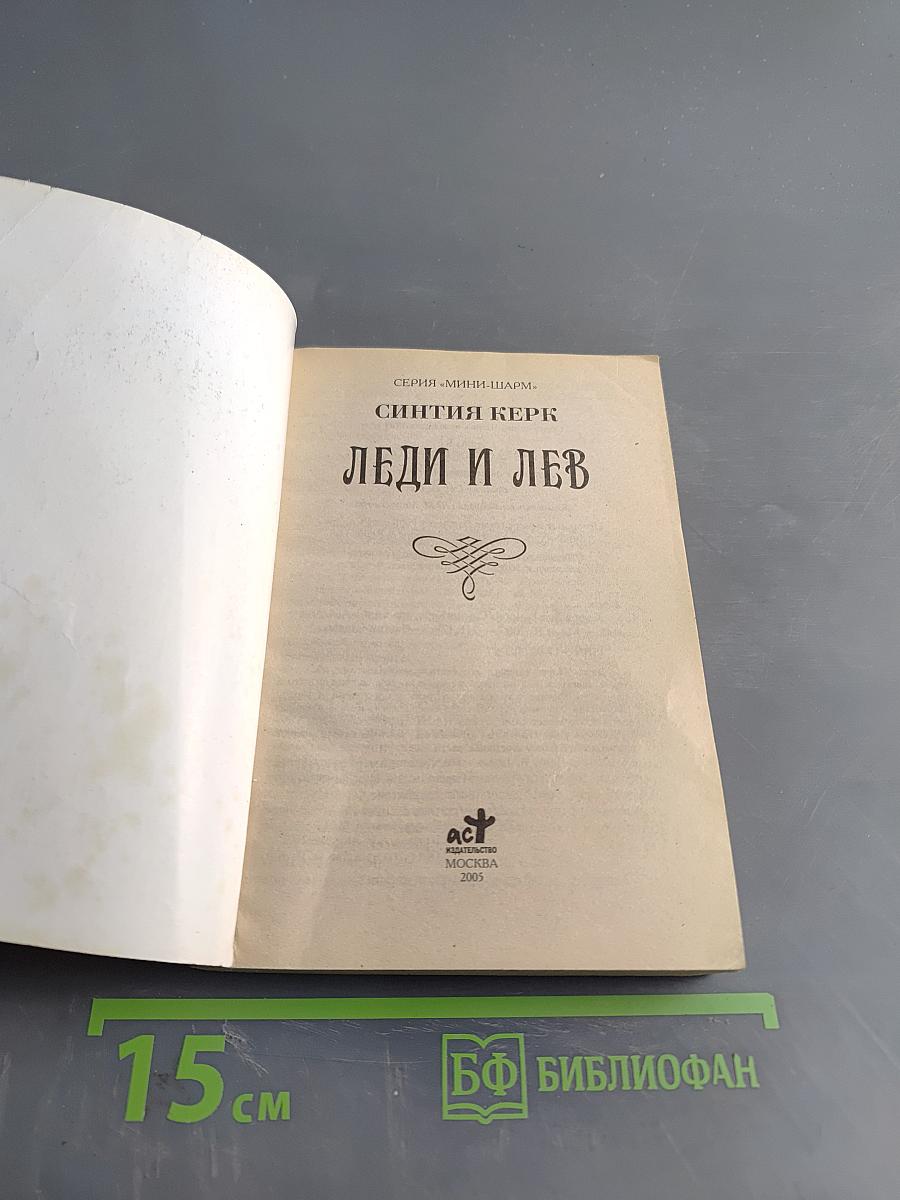 СЕРИЯ «МИНИ-ШАРМ»
СИНТИЯ КЕРК
ЛЕДИ И ЛЕВ
аст
ИЗДАТЕЛЬСТВО
МОСКВА
2005
15 см
БФ БИБЛИОФАН